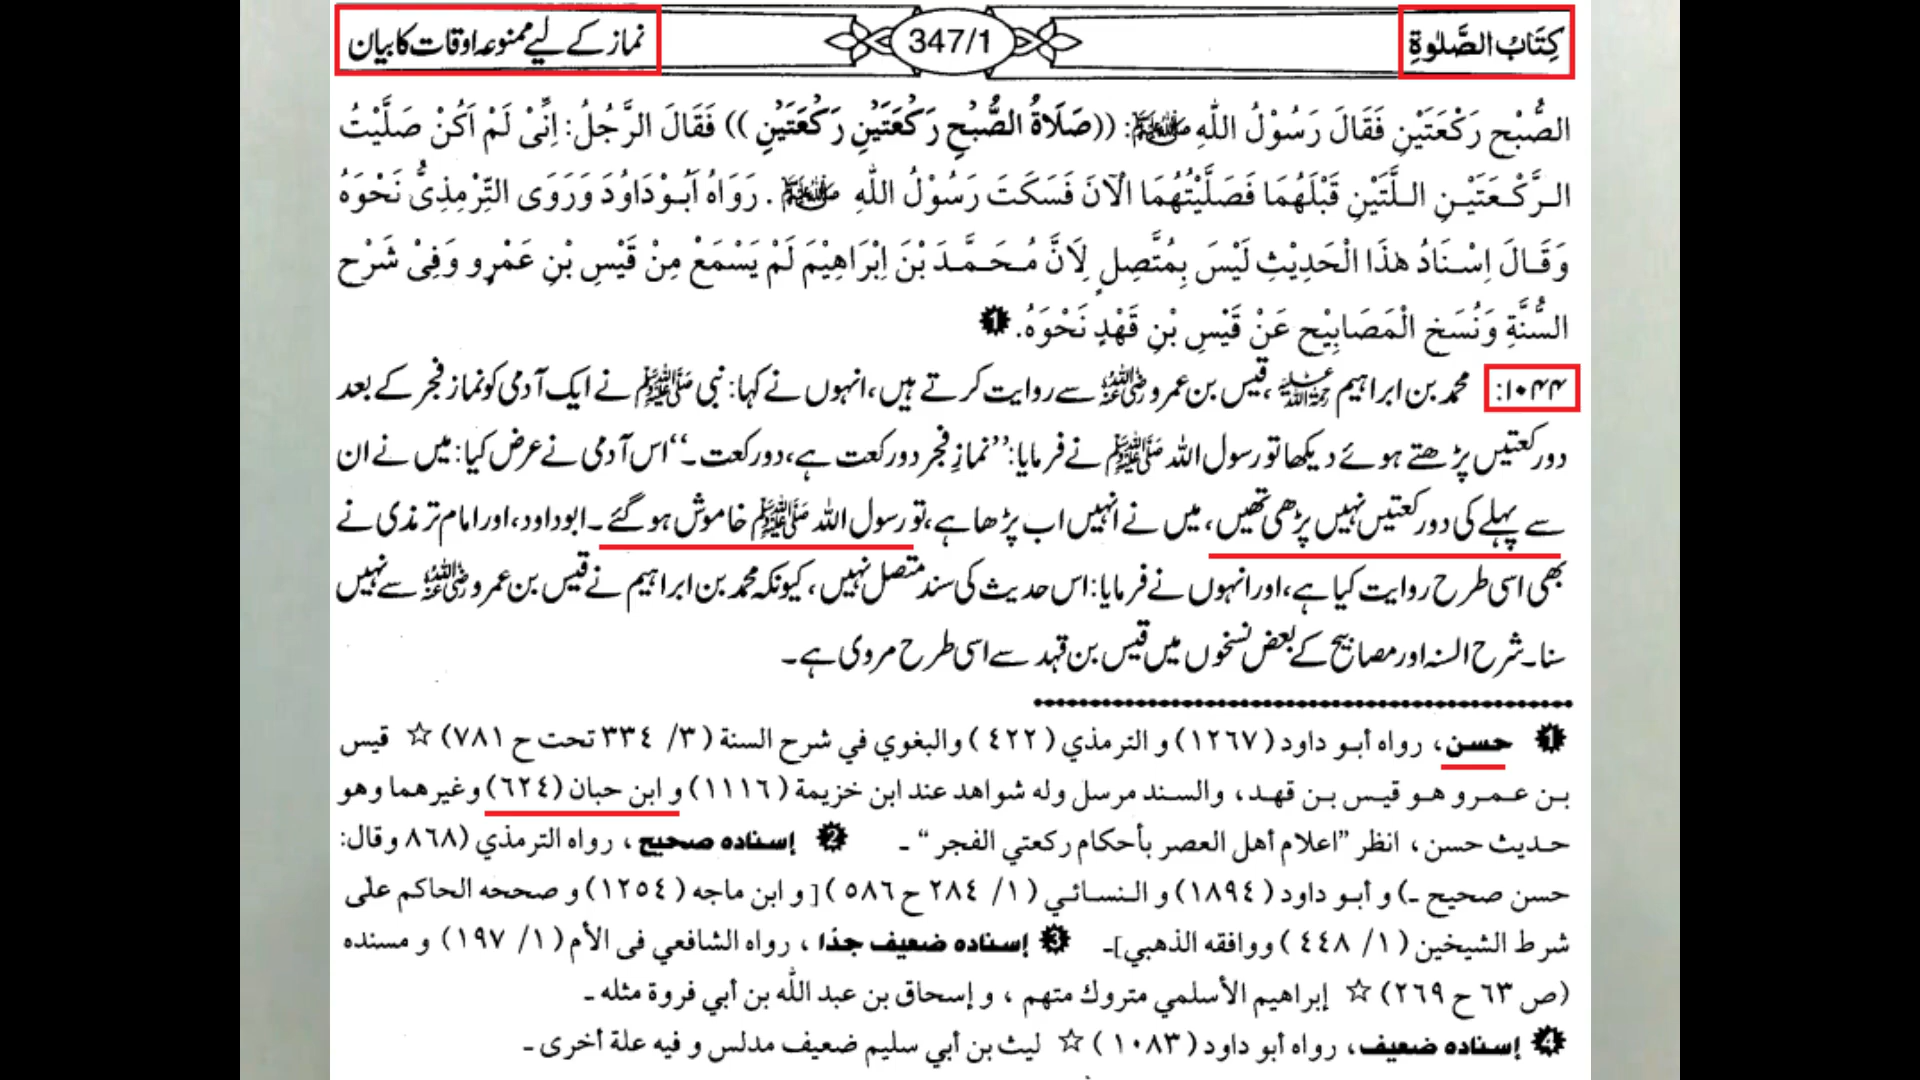 كِتَابُ الصَّلٰوةِ 347/1 نماز کے لیے ممنوعہ اوقات کا بیان
الصُّبْحِ رَكْعَتَيْنِ فَقَالَ رَسُوْلُ اللّٰهِ ﷺ: ((صَلَاةُ الصُّبْحِ رَكْعَتَيْنِ رَكْعَتَيْنِ)) فَقَالَ الرَّجُلُ: اِنِّيْ لَمْ اَكُنْ صَلَّيْتُ
الرَّكْعَتَيْنِ اللَّتَيْنِ قَبْلَهُمَا فَصَلَّيْتُهُمَا الْآنَ فَسَكَتَ رَسُوْلُ اللّٰهِ ﷺ . رَوَاهُ اَبُوْدَاوُدَ وَرَوَى التِّرْمِذِيُّ نَحْوَهُ
وَقَالَ اِسْنَادُ هٰذَا الْحَدِيْثِ لَيْسَ بِمُتَّصِلٍ لِاَنَّ مُحَمَّدَ بْنَ اِبْرَاهِيْمَ لَمْ يَسْمَعْ مِنْ قَيْسِ بْنِ عَمْرٍو وَفِيْ شَرْحِ
السُّنَّةِ وَنُسَخِ الْمَصَابِيْحِ عَنْ قَيْسِ بْنِ قَهْدٍ نَحْوَهُ. ❶
۱۰۴۴: محمد بن ابراہیم رحمۃ اللہ علیہ، قیس بن عمرو رضی اللہ عنہ سے روایت کرتے ہیں، انہوں نے کہا: نبی ﷺ نے ایک آدمی کو نماز فجر کے بعد
دو رکعتیں پڑھتے ہوئے دیکھا تو رسول اللہ ﷺ نے فرمایا: ’’نمازِ فجر دو رکعت ہے، دو رکعت۔‘‘ اس آدمی نے عرض کیا: میں نے ان
سے پہلے کی دو رکعتیں نہیں پڑھی تھیں، میں نے انہیں اب پڑھا ہے، تو رسول اللہ ﷺ خاموش ہو گئے۔ ابوداود، اور امام ترمذی نے
بھی اسی طرح روایت کیا ہے، اور انہوں نے فرمایا: اس حدیث کی سند متصل نہیں، کیونکہ محمد بن ابراہیم نے قیس بن عمرو رضی اللہ عنہ سے نہیں
سنا۔ شرح السنہ اور مصابیح کے بعض نسخوں میں قیس بن قہد سے اسی طرح مروی ہے۔
❶ حسن، رواه أبو داود (١٢٦٧) و الترمذي (٤٢٢) والبغوي في شرح السنة (٣/ ٣٣٤ تحت ح ٧٨١) ☆ قيس
بن عمرو هو قيس بن قهد، والسند مرسل وله شواهد عند ابن خزيمة (١١١٦) و ابن حبان (٦٢٤) وغيرهما وهو
حديث حسن، انظر "اعلام أهل العصر بأحكام ركعتي الفجر"۔ ❷ إسناده صحيح، رواه الترمذي (٨٦٨ وقال:
حسن صحيح۔) و أبو داود (١٨٩٤) و النسائي (١/ ٢٨٤ ح ٥٨٦) [و ابن ماجه (١٢٥٤) و صححه الحاكم على
شرط الشيخين (١/ ٤٤٨) ووافقه الذهبي]۔ ❸ إسناده ضعيف جدًا، رواه الشافعي فى الأم (١/ ١٩٧) و مسنده
(ص ٦٣ ح ٢٦٩) ☆ إبراهيم الأسلمي متروك متهم، و إسحاق بن عبد الله بن أبي فروة مثله۔
❹ إسناده ضعيف، رواه أبو داود (١٠٨٣) ☆ ليث بن أبي سليم ضعيف مدلس و فيه علة أخرى۔